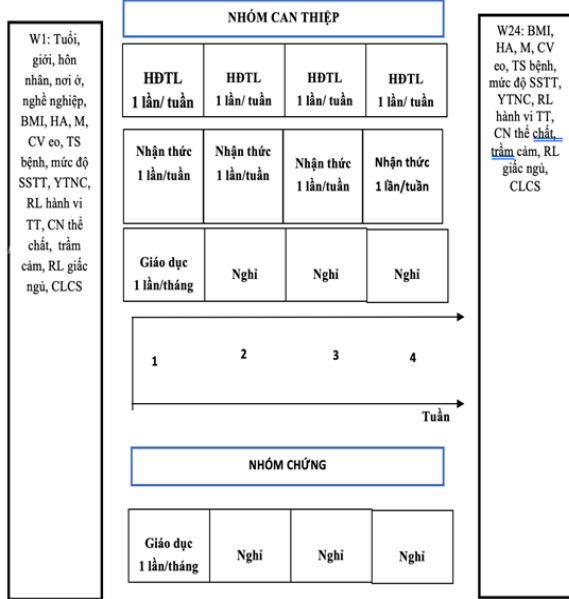 W1: Tuổi,
giới, hôn
nhân, nơi ở,
nghề nghiệp,
BMI, HA, M,
CV eo, TS
bệnh, mức độ
SSTT, YTNC,
RL hành vi
TT, CN thể
chất, trầm
cảm, RL giấc
ngủ, CLCS
NHÓM CAN THIỆP
HĐTL
1 lần/ tuần
HĐTL
1 lần/ tuần
HĐTL
1 lần/ tuần
HĐTL
1 lần/ tuần
Nhận thức
1 lần/tuần
Nhận thức
1 lần/tuần
Nhận thức
1 lần/tuần
Nhận thức
1 lần/tuần
Giáo dục
1 lần/tháng
Nghỉ
Nghỉ
Nghỉ
1
2
3
4
Tuần
NHÓM CHỨNG
Giáo dục
1 lần/tháng
Nghỉ
Nghỉ
Nghỉ
W24: BMI,
HA, M, CV
eo, TS bệnh,
mức độ SSTT,
YTNC, RL
hành vi TT,
CN thể chất,
trầm cảm, RL
giấc ngủ,
CLCS